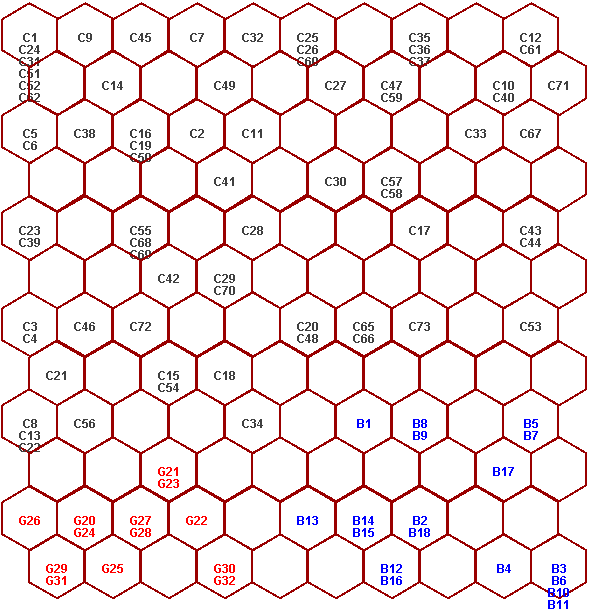 C1 C9 C45 C7 C32 C25 C35 C12
C24 C26 C36 C61
C31 C60 C37
C51
C52 C14 C49 C27 C47 C10 C71
C62 C59 C40
C5 C38 C16 C2 C11 C33 C67
C6 C19
C50
C41 C30 C57
C58
C23 C55 C28 C17 C43
C39 C68 C44
C69
C42 C29
C70
C3 C46 C72 C20 C65 C73 C53
C4 C48 C66
C21 C15 C18
C54
C8 C56 C34 B1 B8 B5
C13 B9 B7
C22
G21 B17
G23
G26 G20 G27 G22 B13 B14 B2
G24 G28 B15 B18
G29 G25 G30 B12 B4 B3
G31 G32 B16 B6
B10
B11